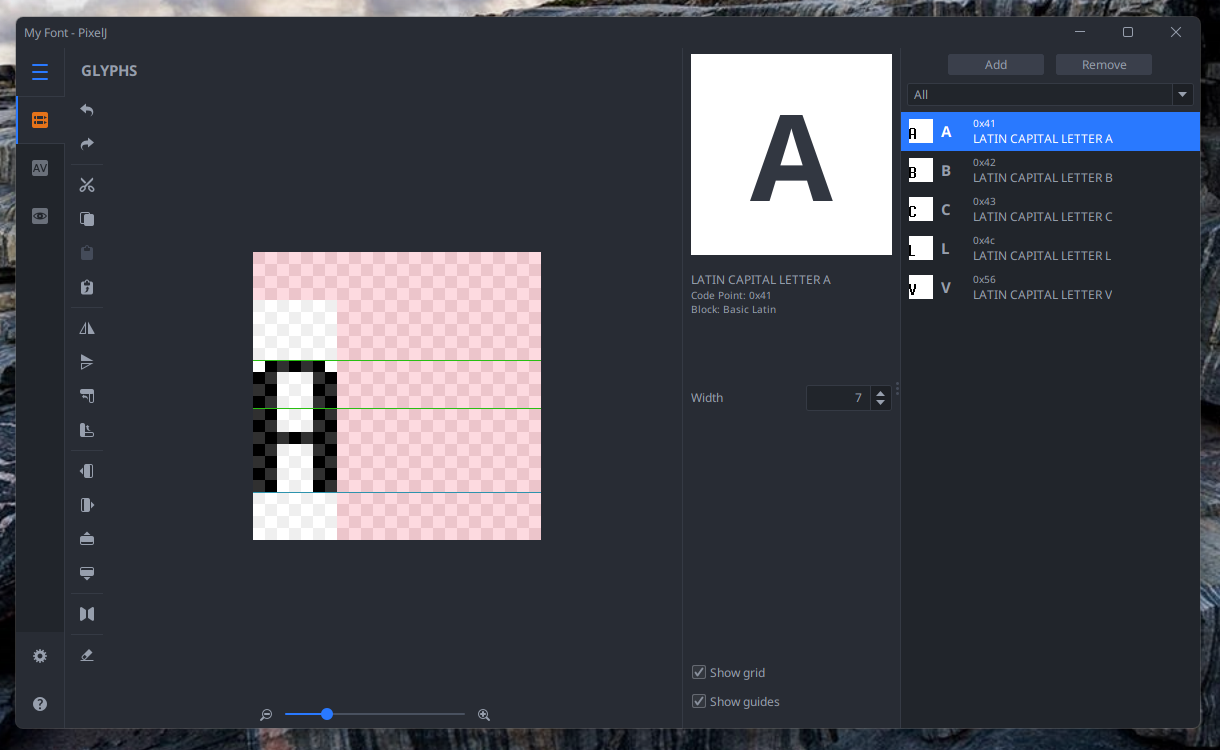 My Font - PixelJ
GLYPHS
AV
A
LATIN CAPITAL LETTER A
Code Point: 0x41
Block: Basic Latin
Width 7
Show grid
Show guides
Add Remove
All
A A 0x41
LATIN CAPITAL LETTER A
B B 0x42
LATIN CAPITAL LETTER B
C C 0x43
LATIN CAPITAL LETTER C
L L 0x4c
LATIN CAPITAL LETTER L
V V 0x56
LATIN CAPITAL LETTER V